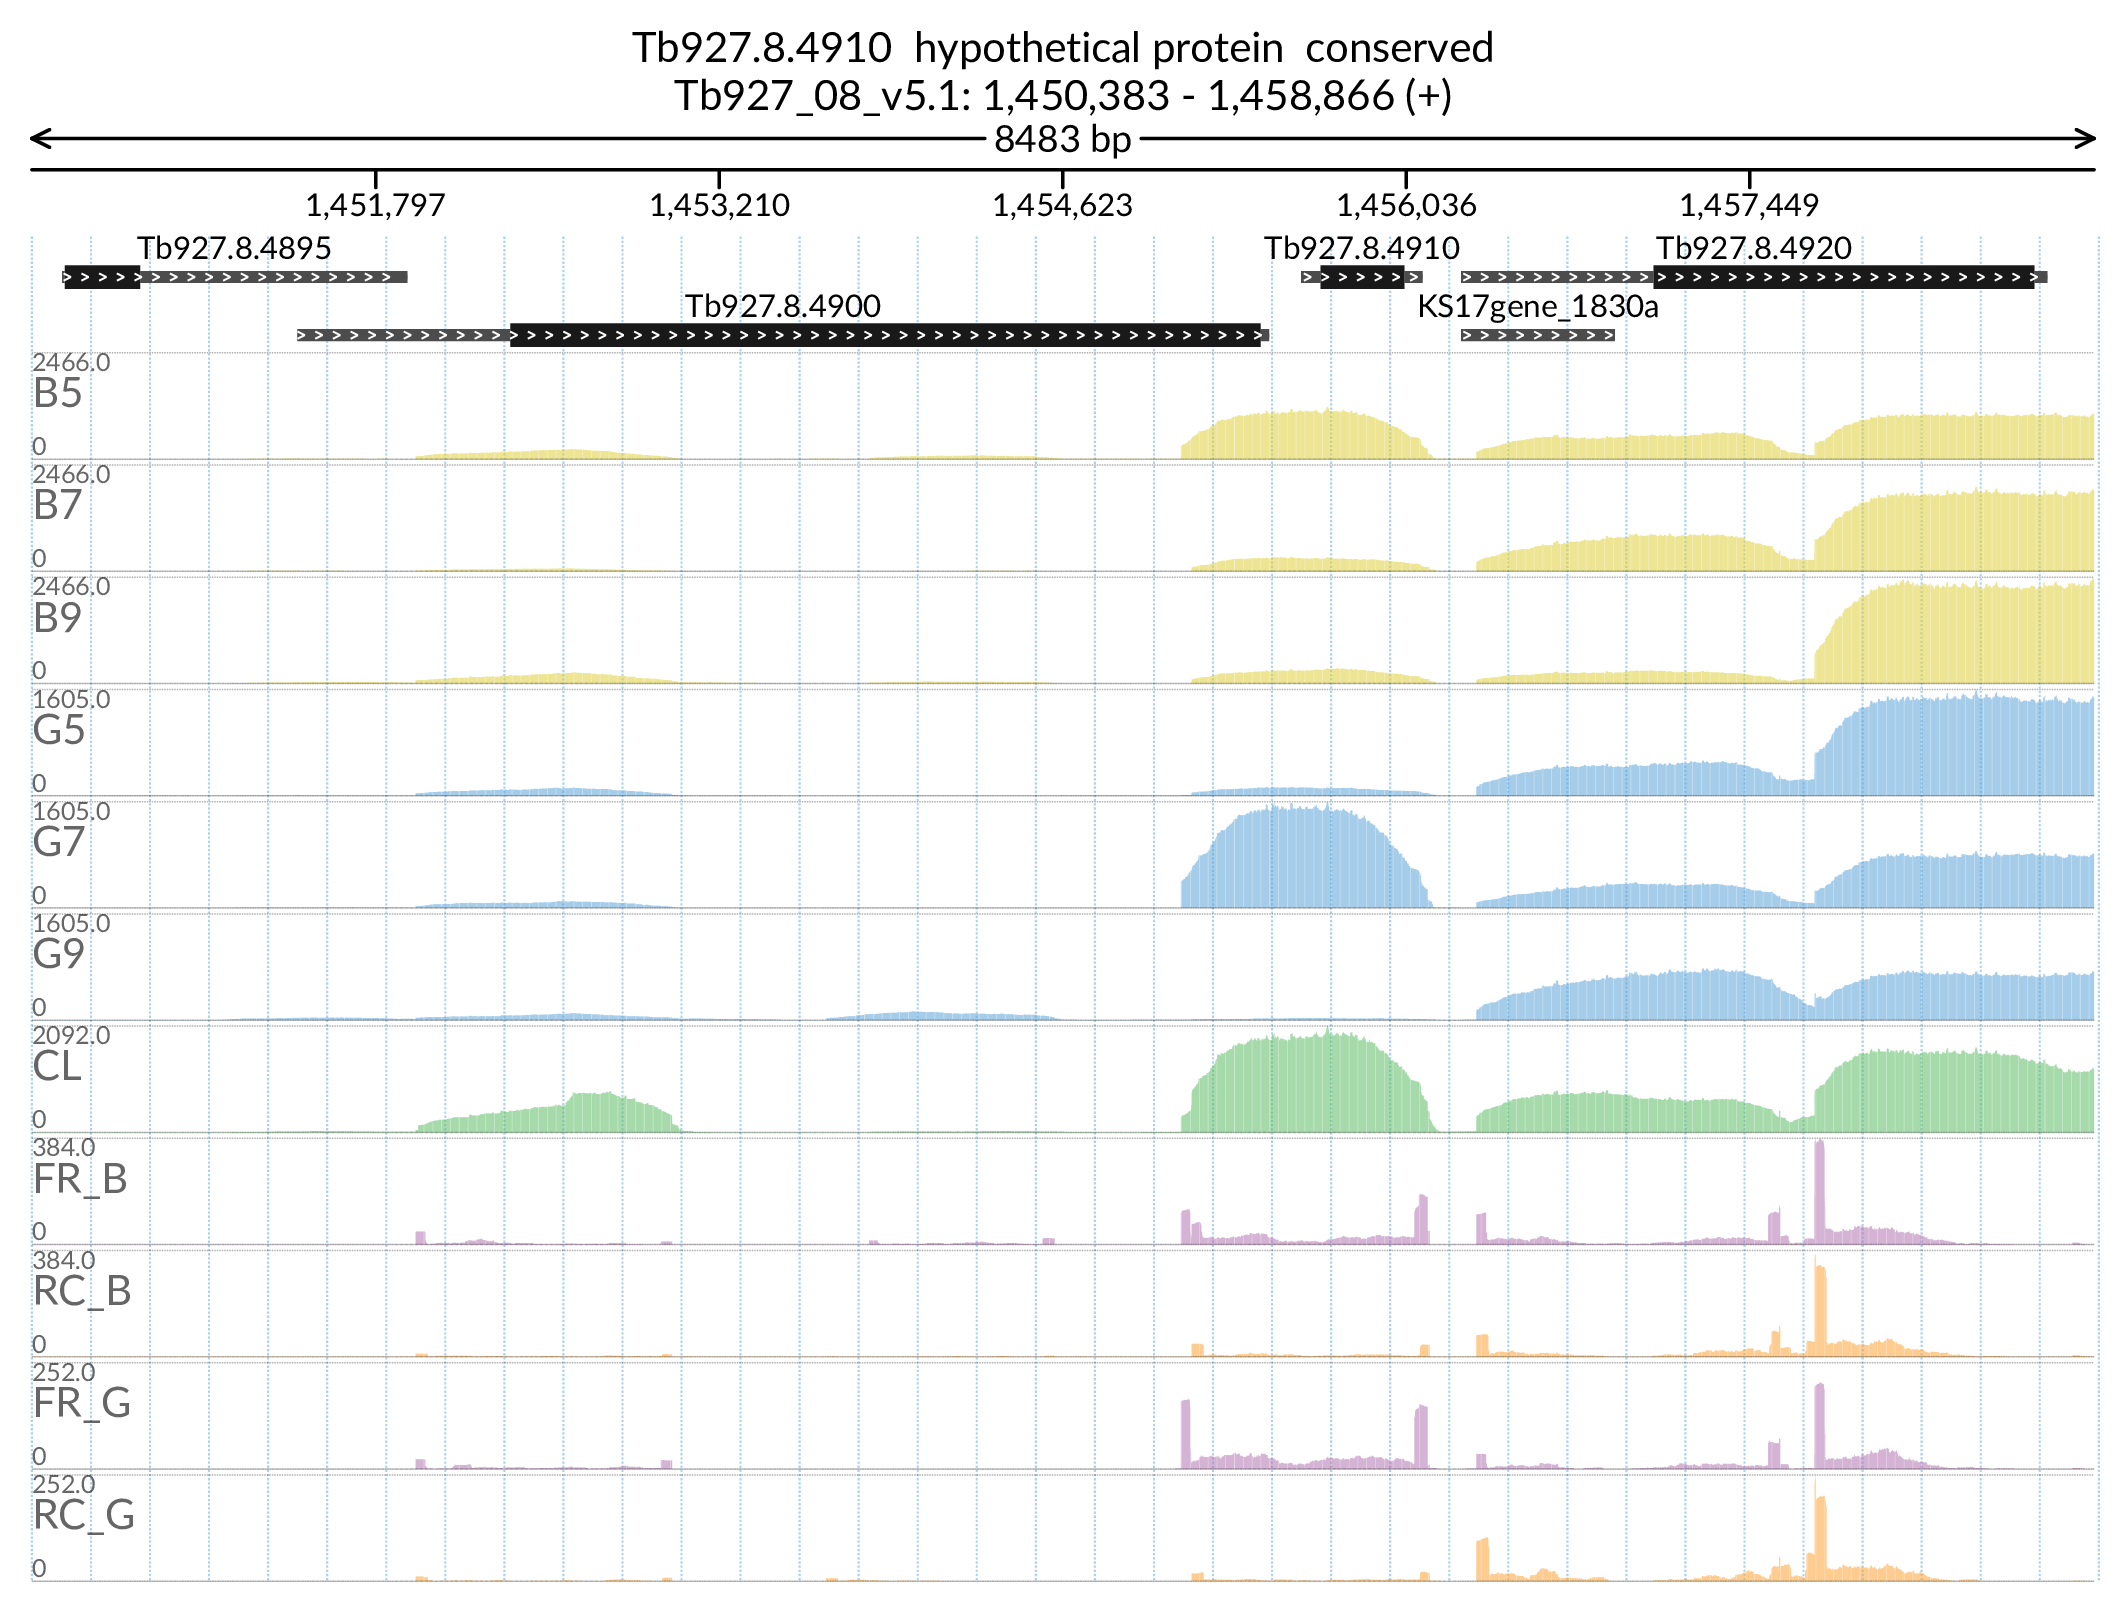 Tb927.8.4910  hypothetical protein  conserved
Tb927_08_v5.1: 1,450,383 - 1,458,866 (+)
8483 bp
1,451,797 1,453,210 1,454,623 1,456,036 1,457,449
Tb927.8.4895 Tb927.8.4910 Tb927.8.4920
Tb927.8.4900 KS17gene_1830a
2466.0
B5
0
2466.0
B7
0
2466.0
B9
0
1605.0
G5
0
1605.0
G7
0
1605.0
G9
0
2092.0
CL
0
384.0
FR_B
0
384.0
RC_B
0
252.0
FR_G
0
252.0
RC_G
0